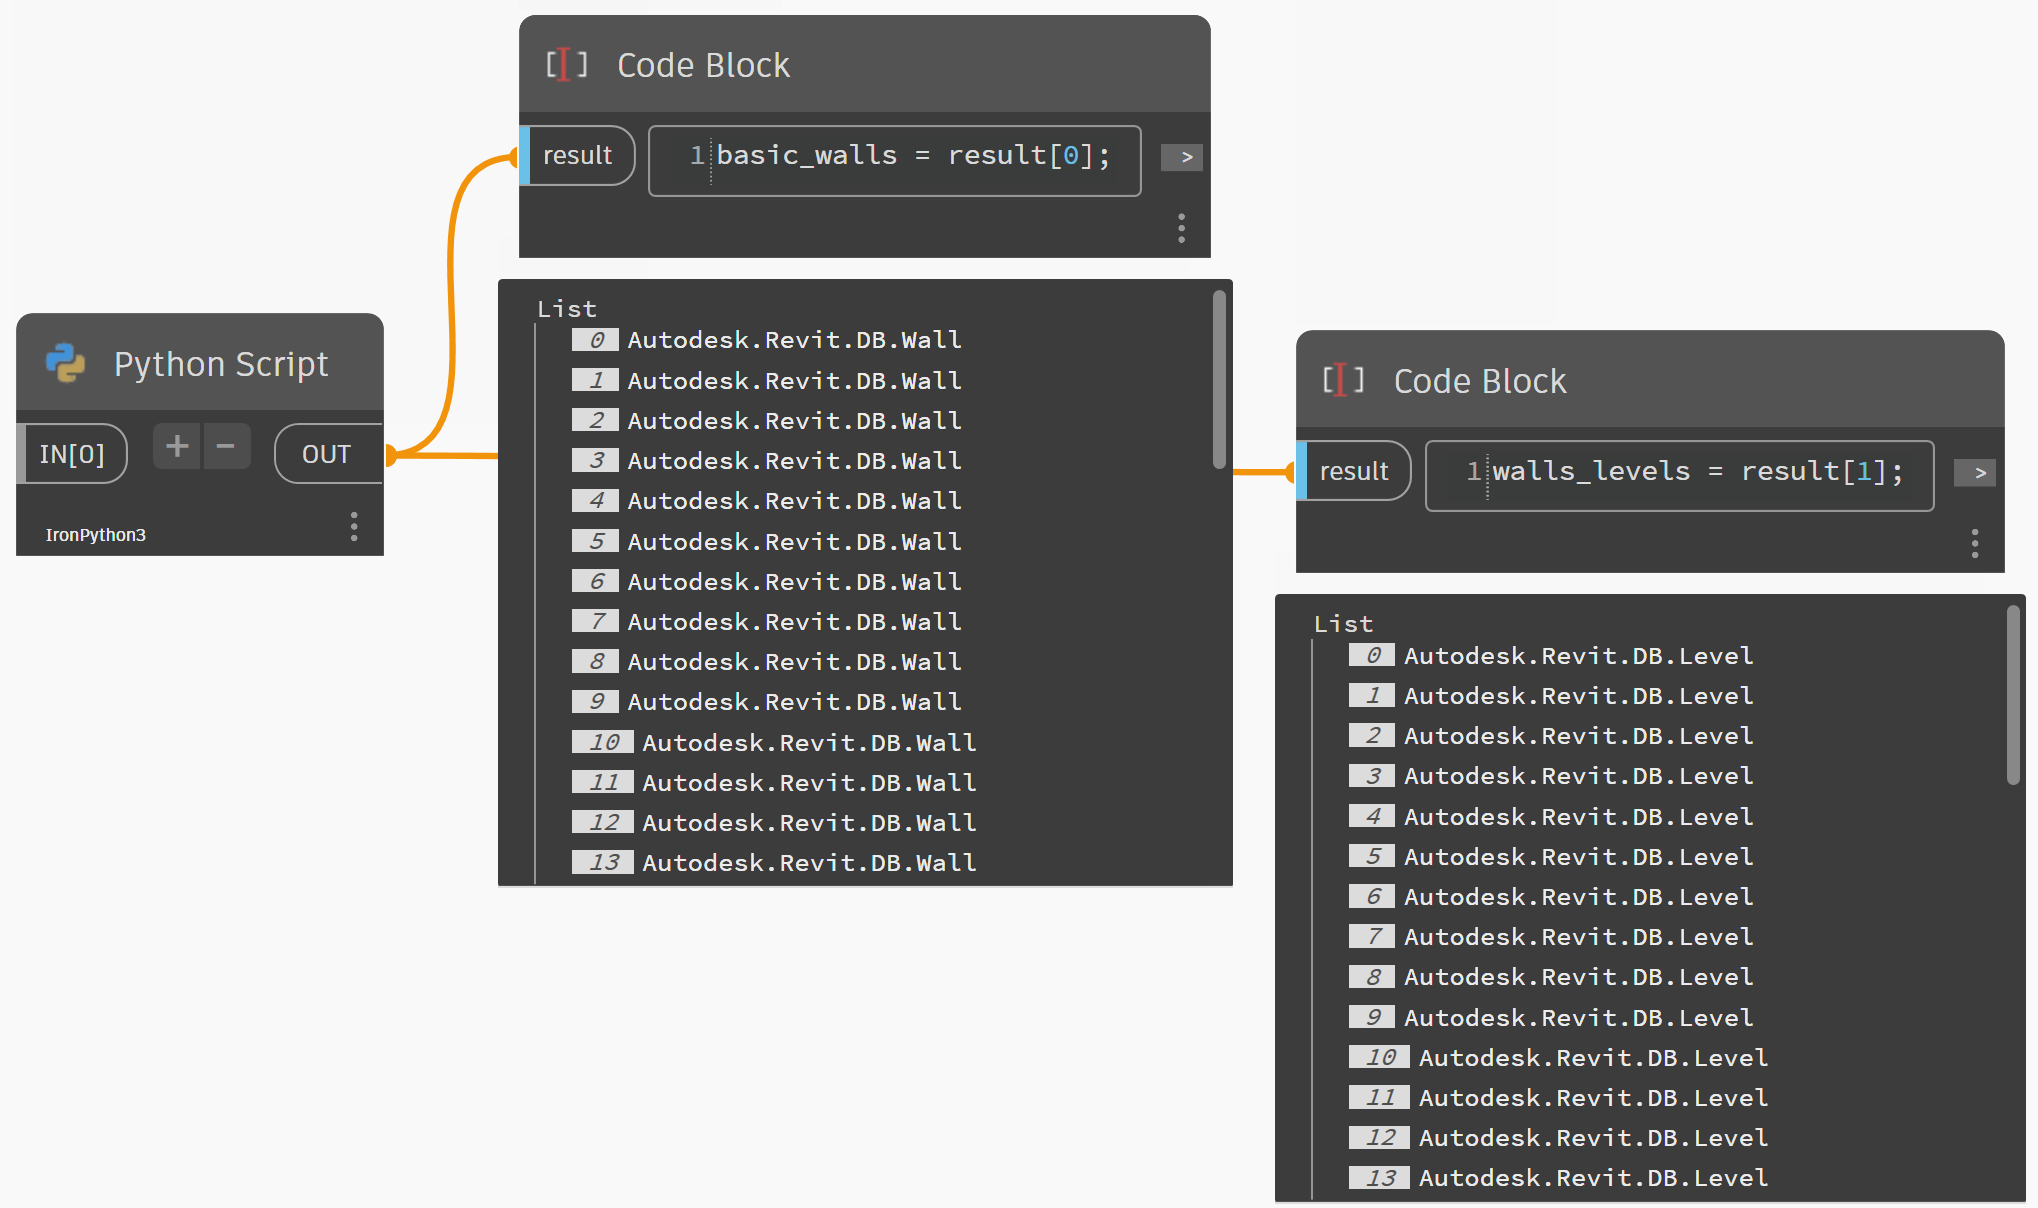 Python Script
IN[0]
+
−
OUT
IronPython3
Code Block
result
1 basic_walls = result[0];
>
List
0 Autodesk.Revit.DB.Wall
1 Autodesk.Revit.DB.Wall
2 Autodesk.Revit.DB.Wall
3 Autodesk.Revit.DB.Wall
4 Autodesk.Revit.DB.Wall
5 Autodesk.Revit.DB.Wall
6 Autodesk.Revit.DB.Wall
7 Autodesk.Revit.DB.Wall
8 Autodesk.Revit.DB.Wall
9 Autodesk.Revit.DB.Wall
10 Autodesk.Revit.DB.Wall
11 Autodesk.Revit.DB.Wall
12 Autodesk.Revit.DB.Wall
13 Autodesk.Revit.DB.Wall
Code Block
result
1 walls_levels = result[1];
>
List
0 Autodesk.Revit.DB.Level
1 Autodesk.Revit.DB.Level
2 Autodesk.Revit.DB.Level
3 Autodesk.Revit.DB.Level
4 Autodesk.Revit.DB.Level
5 Autodesk.Revit.DB.Level
6 Autodesk.Revit.DB.Level
7 Autodesk.Revit.DB.Level
8 Autodesk.Revit.DB.Level
9 Autodesk.Revit.DB.Level
10 Autodesk.Revit.DB.Level
11 Autodesk.Revit.DB.Level
12 Autodesk.Revit.DB.Level
13 Autodesk.Revit.DB.Level